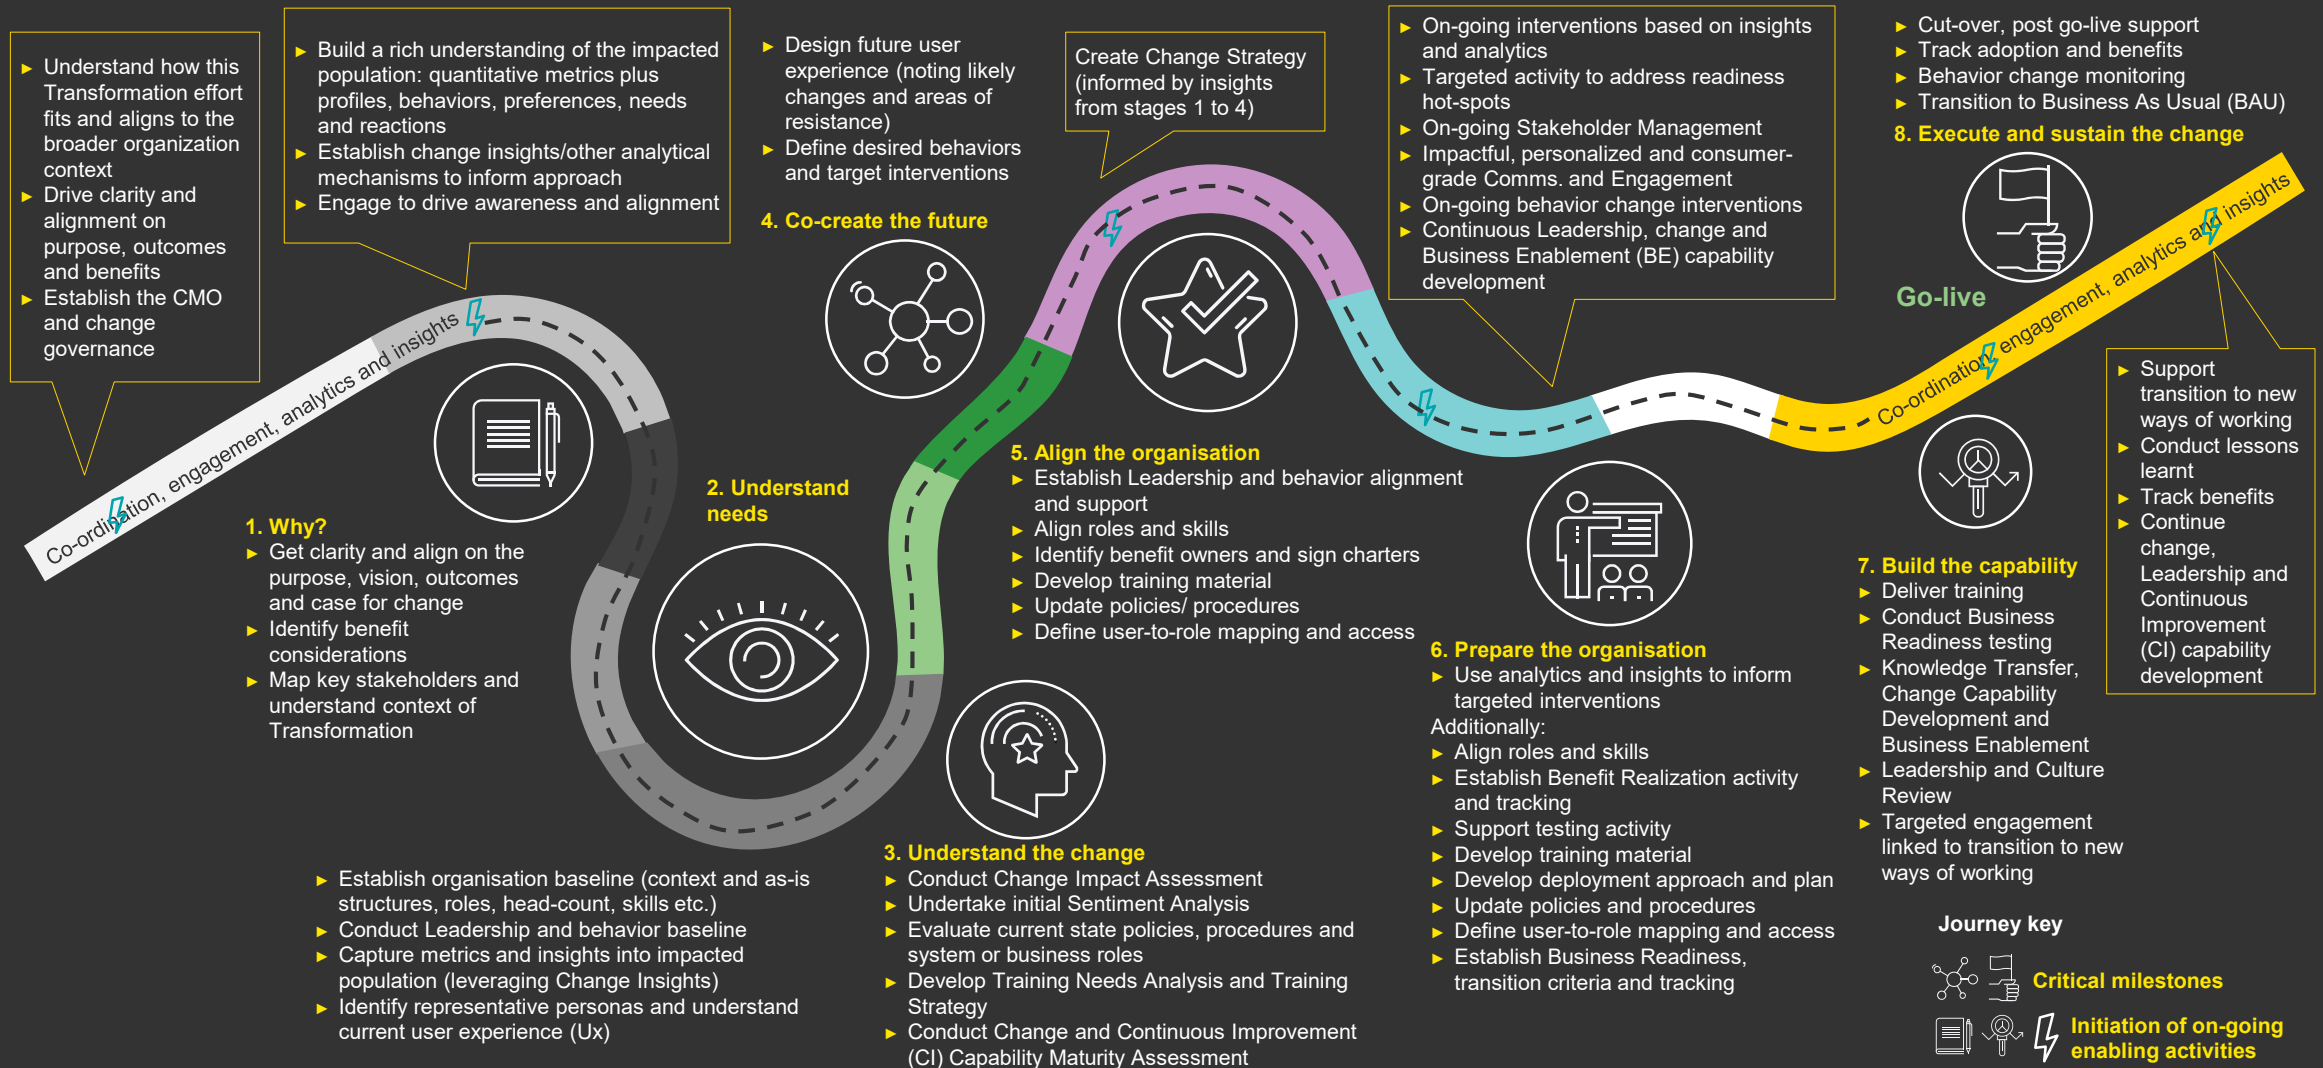 ► Understand how this
Transformation effort
fits and aligns to the
broader organization
context
► Drive clarity and
alignment on
purpose, outcomes
and benefits
► Establish the CMO
and change
governance
► Build a rich understanding of the impacted
population: quantitative metrics plus
profiles, behaviors, preferences, needs
and reactions
► Establish change insights/other analytical
mechanisms to inform approach
► Engage to drive awareness and alignment
► Design future user
experience (noting likely
changes and areas of
resistance)
► Define desired behaviors
and target interventions
4. Co-create the future
Create Change Strategy
(informed by insights
from stages 1 to 4)
► On-going interventions based on insights
and analytics
► Targeted activity to address readiness
hot-spots
► On-going Stakeholder Management
► Impactful, personalized and consumer-
grade Comms. and Engagement
► On-going behavior change interventions
► Continuous Leadership, change and
Business Enablement (BE) capability
development
► Cut-over, post go-live support
► Track adoption and benefits
► Behavior change monitoring
► Transition to Business As Usual (BAU)
8. Execute and sustain the change
Go-live
Co-ordination, engagement, analytics and insights
Co-ordination, engagement, analytics and insights
► Support
transition to new
ways of working
► Conduct lessons
learnt
► Track benefits
► Continue
change,
Leadership and
Continuous
Improvement
(CI) capability
development
1. Why?
► Get clarity and align on the
purpose, vision, outcomes
and case for change
► Identify benefit
considerations
► Map key stakeholders and
understand context of
Transformation
2. Understand
needs
► Establish organisation baseline (context and as-is
structures, roles, head-count, skills etc.)
► Conduct Leadership and behavior baseline
► Capture metrics and insights into impacted
population (leveraging Change Insights)
► Identify representative personas and understand
current user experience (Ux)
3. Understand the change
► Conduct Change Impact Assessment
► Undertake initial Sentiment Analysis
► Evaluate current state policies, procedures and
system or business roles
► Develop Training Needs Analysis and Training
Strategy
► Conduct Change and Continuous Improvement
(CI) Capability Maturity Assessment
5. Align the organisation
► Establish Leadership and behavior alignment
and support
► Align roles and skills
► Identify benefit owners and sign charters
► Develop training material
► Update policies/ procedures
► Define user-to-role mapping and access
6. Prepare the organisation
► Use analytics and insights to inform
targeted interventions
Additionally:
► Align roles and skills
► Establish Benefit Realization activity
and tracking
► Support testing activity
► Develop training material
► Develop deployment approach and plan
► Update policies and procedures
► Define user-to-role mapping and access
► Establish Business Readiness,
transition criteria and tracking
7. Build the capability
► Deliver training
► Conduct Business
Readiness testing
► Knowledge Transfer,
Change Capability
Development and
Business Enablement
► Leadership and Culture
Review
► Targeted engagement
linked to transition to new
ways of working
Journey key
Critical milestones
Initiation of on-going
enabling activities